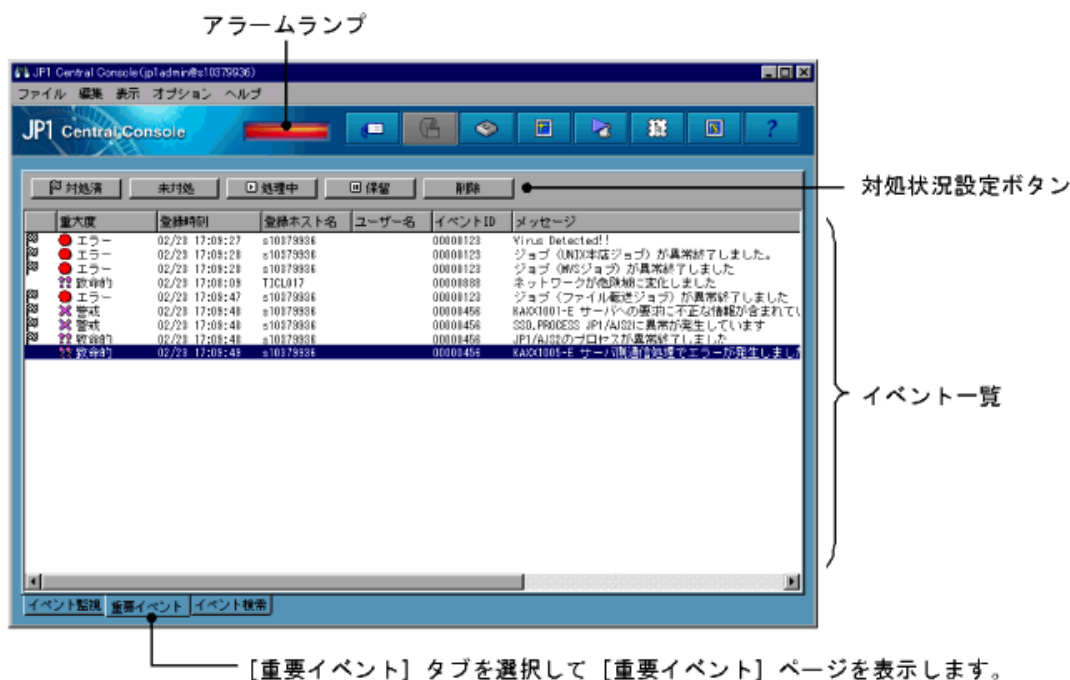 アラームランプ
JP1 Central Console(jp1admin@s10379936)
ファイル 編集 表示 オプション ヘルプ
JP1 Central Console
対処済 未対処 処理中 保留 削除
対処状況設定ボタン
重大度 登録時刻 登録ホスト名 ユーザー名 イベントID メッセージ
エラー 02/23 17:09:27 s10379936 00000123 Virus Detected!!
エラー 02/23 17:09:28 s10379936 00000123 ジョブ（UNIX本店ジョブ）が異常終了しました。
エラー 02/23 17:09:28 s10379936 00000123 ジョブ（MVSジョブ）が異常終了しました
致命的 02/23 17:08:09 TICL017 00000888 ネットワークが危険域に変化しました
エラー 02/23 17:09:47 s10379936 00000123 ジョブ（ファイル転送ジョブ）が異常終了しました
警戒 02/23 17:09:48 s10379936 00000456 KAXX1001-E サーバへの要求に不正な情報が含まれてい
警戒 02/23 17:09:48 s10379936 00000456 SSO.PROCESS JP1/AJS2に異常が発生しています
致命的 02/23 17:09:48 s10379936 00000456 JP1/AJS2のプロセスが異常終了しました
致命的 02/23 17:09:49 s10379936 00000456 KAXX1005-E サーバ側通信処理でエラーが発生しました
イベント一覧
イベント監視 重要イベント イベント検索
［重要イベント］タブを選択して［重要イベント］ページを表示します。